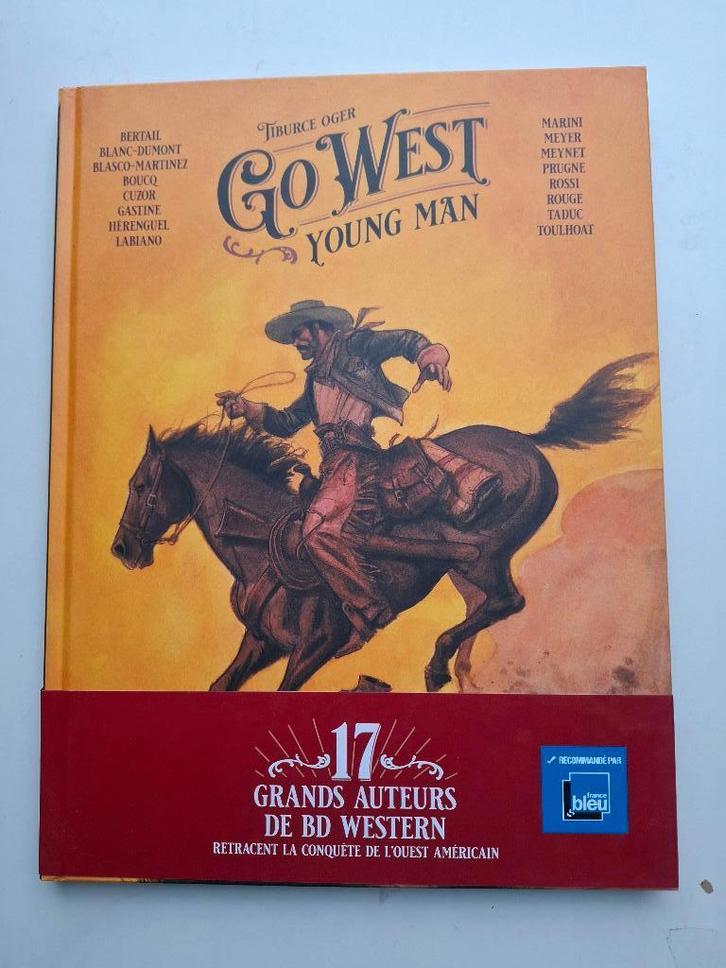 TIBURCE OGER
GO WEST
YOUNG MAN
BERTAIL
BLANC-DUMONT
BLASCO-MARTINEZ
BOUCQ
CUZOR
GASTINE
HÉRENGUEL
LABIANO
MARINI
MEYER
MEYNET
PRUGNE
ROSSI
ROUGE
TADUC
TOULHOAT
17
GRANDS AUTEURS
DE BD WESTERN
RETRACENT LA CONQUÊTE DE L'OUEST AMÉRICAIN
RECOMMANDÉ PAR
france
bleu